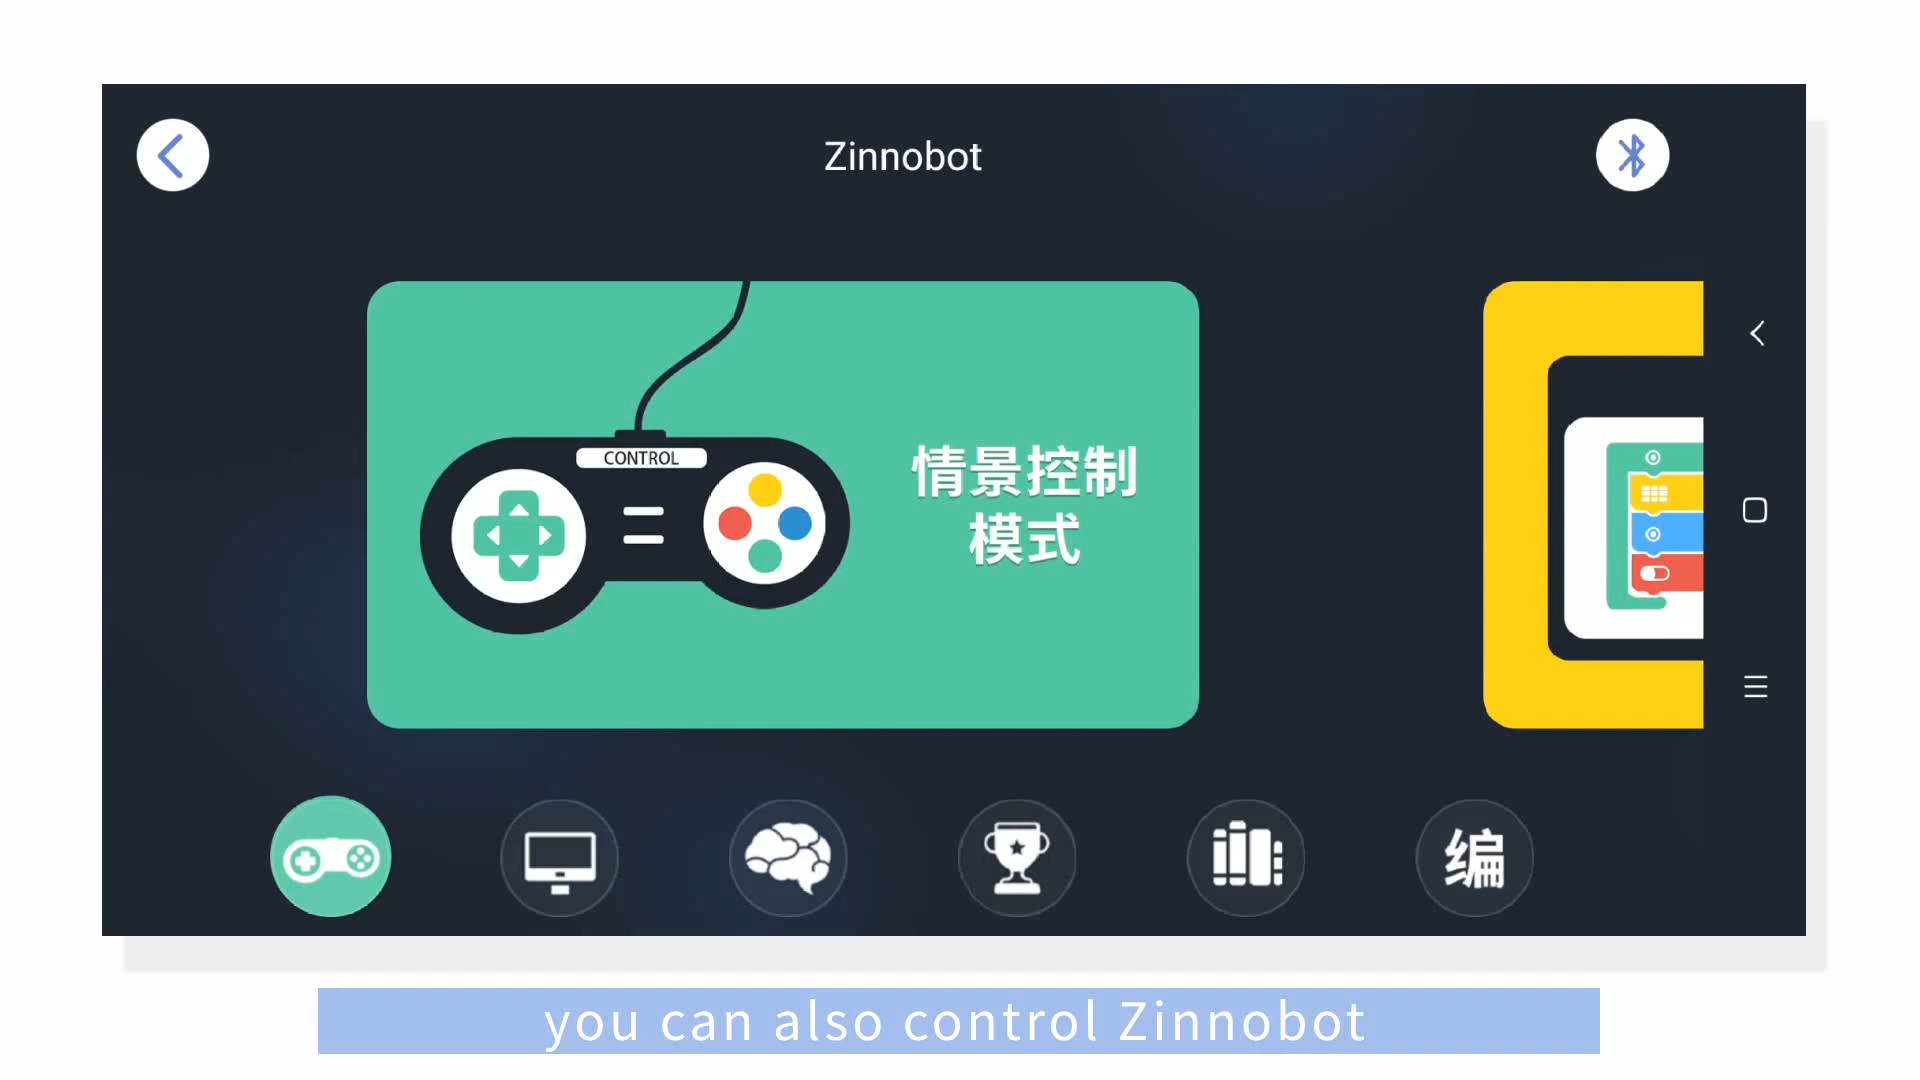 Zinnobot
CONTROL
情景控制
模式
编
you can also control Zinnobot